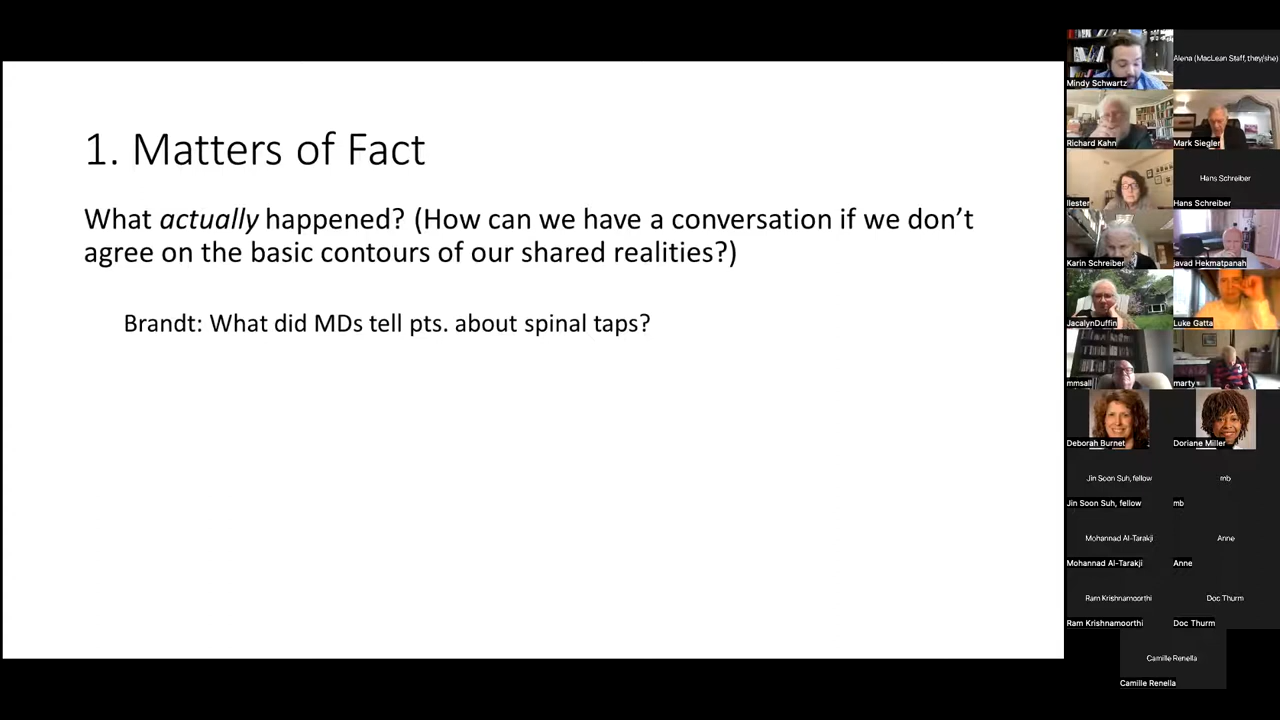 1. Matters of Fact
What actually happened? (How can we have a conversation if we don’t
agree on the basic contours of our shared realities?)
Brandt: What did MDs tell pts. about spinal taps?
Mindy Schwartz
Alena (MacLean Staff, they/she)
Richard Kahn
Mark Siegler
llester
Hans Schreiber
Hans Schreiber
Karin Schreiber
javad Hekmatpanah
JacalynDuffin
Luke Gatta
mmsall
marty
Deborah Burnet
Doriane Miller
Jin Soon Suh, fellow
mb
Jin Soon Suh, fellow
mb
Mohannad Al-Tarakji
Anne
Mohannad Al-Tarakji
Anne
Ram Krishnamoorthi
Doc Thurm
Ram Krishnamoorthi
Doc Thurm
Camille Renella
Camille Renella